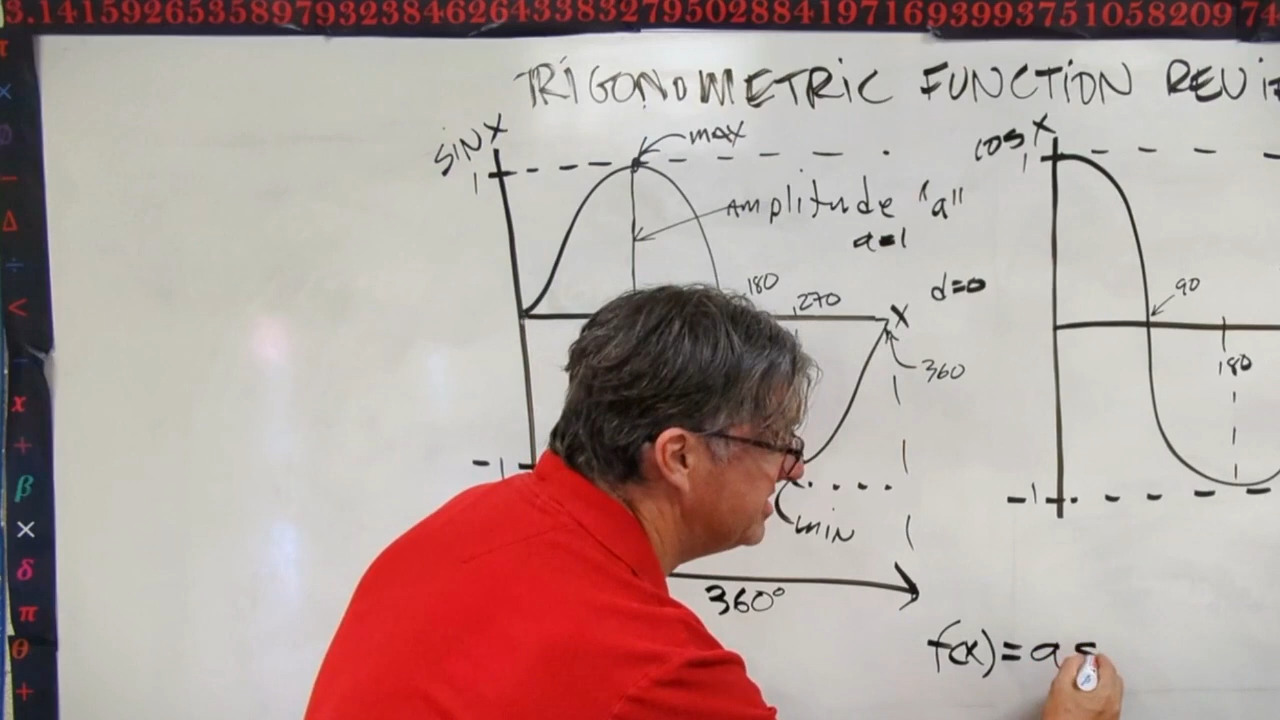 3.141592653589793238462643383279502884197169399375105820974
π
×
TRIGONOMETRIC FUNCTION REVI
sin x
1
MAX
AMPlitude "a"
a=1
180
270
d=0
X
360
-1
MIN
360°
cos x
1
90
180
-1
f(x)=a s
−
Δ
÷
<
x
+
β
×
δ
π
θ
+